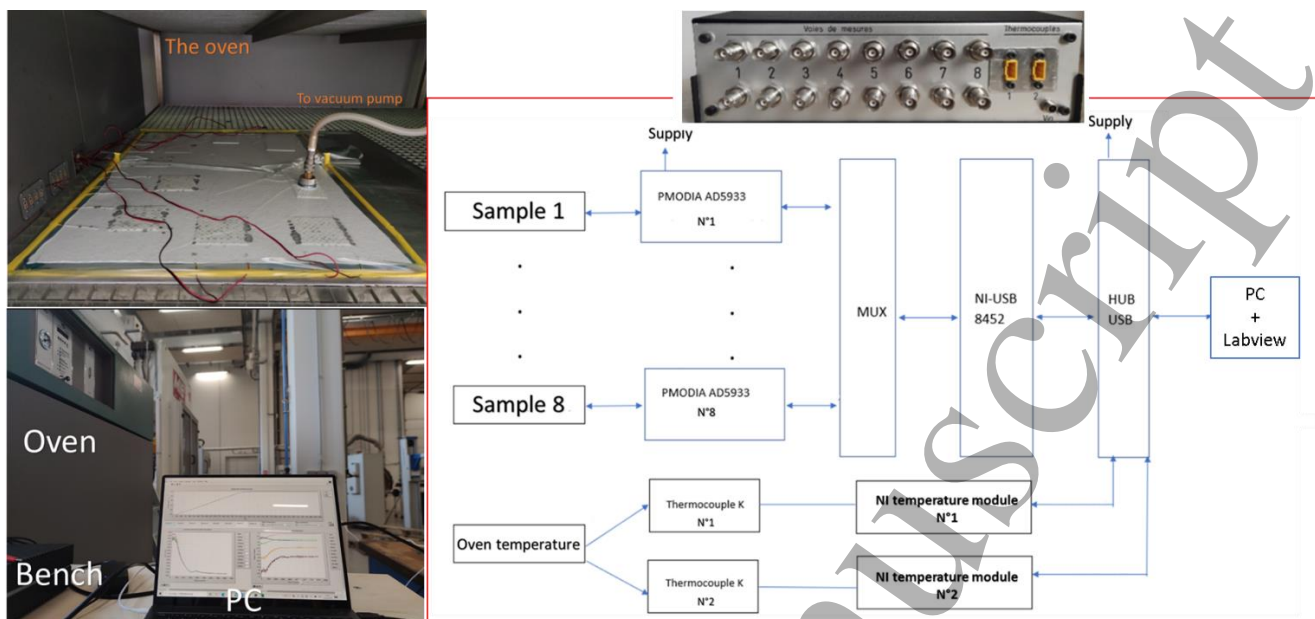 The oven
To vacuum pump
Oven
Bench
PC
Voies de mesures
Thermocouples
1 2 3 4 5 6 7 8
1 2
Supply
Supply
Sample 1
PMODIA AD5933
N°1
Sample 8
PMODIA AD5933
N°8
MUX
NI-USB
8452
HUB
USB
PC
+
Labview
Oven temperature
Thermocouple K
N°1
NI temperature module
N°1
Thermocouple K
N°2
NI temperature module
N°2
nuscript